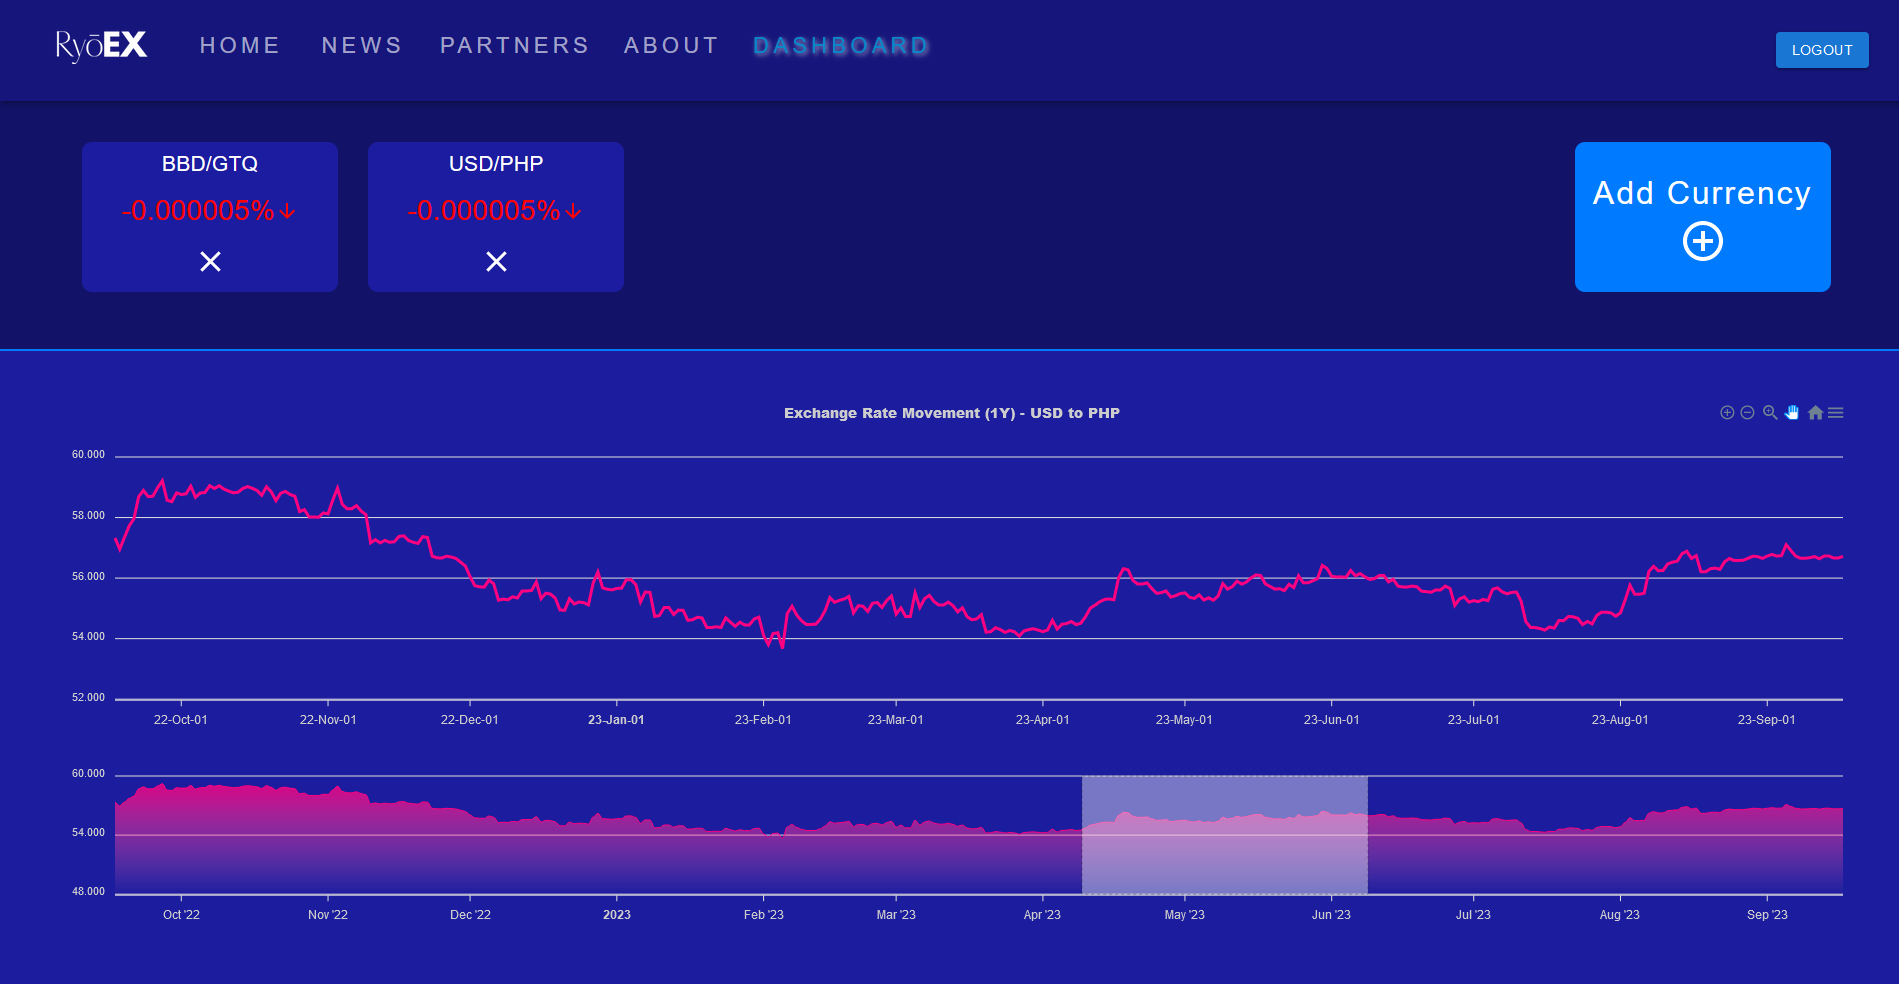 RyōEX HOME NEWS PARTNERS ABOUT DASHBOARD LOGOUT
BBD/GTQ
-0.000005%
USD/PHP
-0.000005%
Add Currency
Exchange Rate Movement (1Y) - USD to PHP
60.000
58.000
56.000
54.000
52.000
22-Oct-01 22-Nov-01 22-Dec-01 23-Jan-01 23-Feb-01 23-Mar-01 23-Apr-01 23-May-01 23-Jun-01 23-Jul-01 23-Aug-01 23-Sep-01
60.000
54.000
48.000
Oct '22 Nov '22 Dec '22 2023 Feb '23 Mar '23 Apr '23 May '23 Jun '23 Jul '23 Aug '23 Sep '23